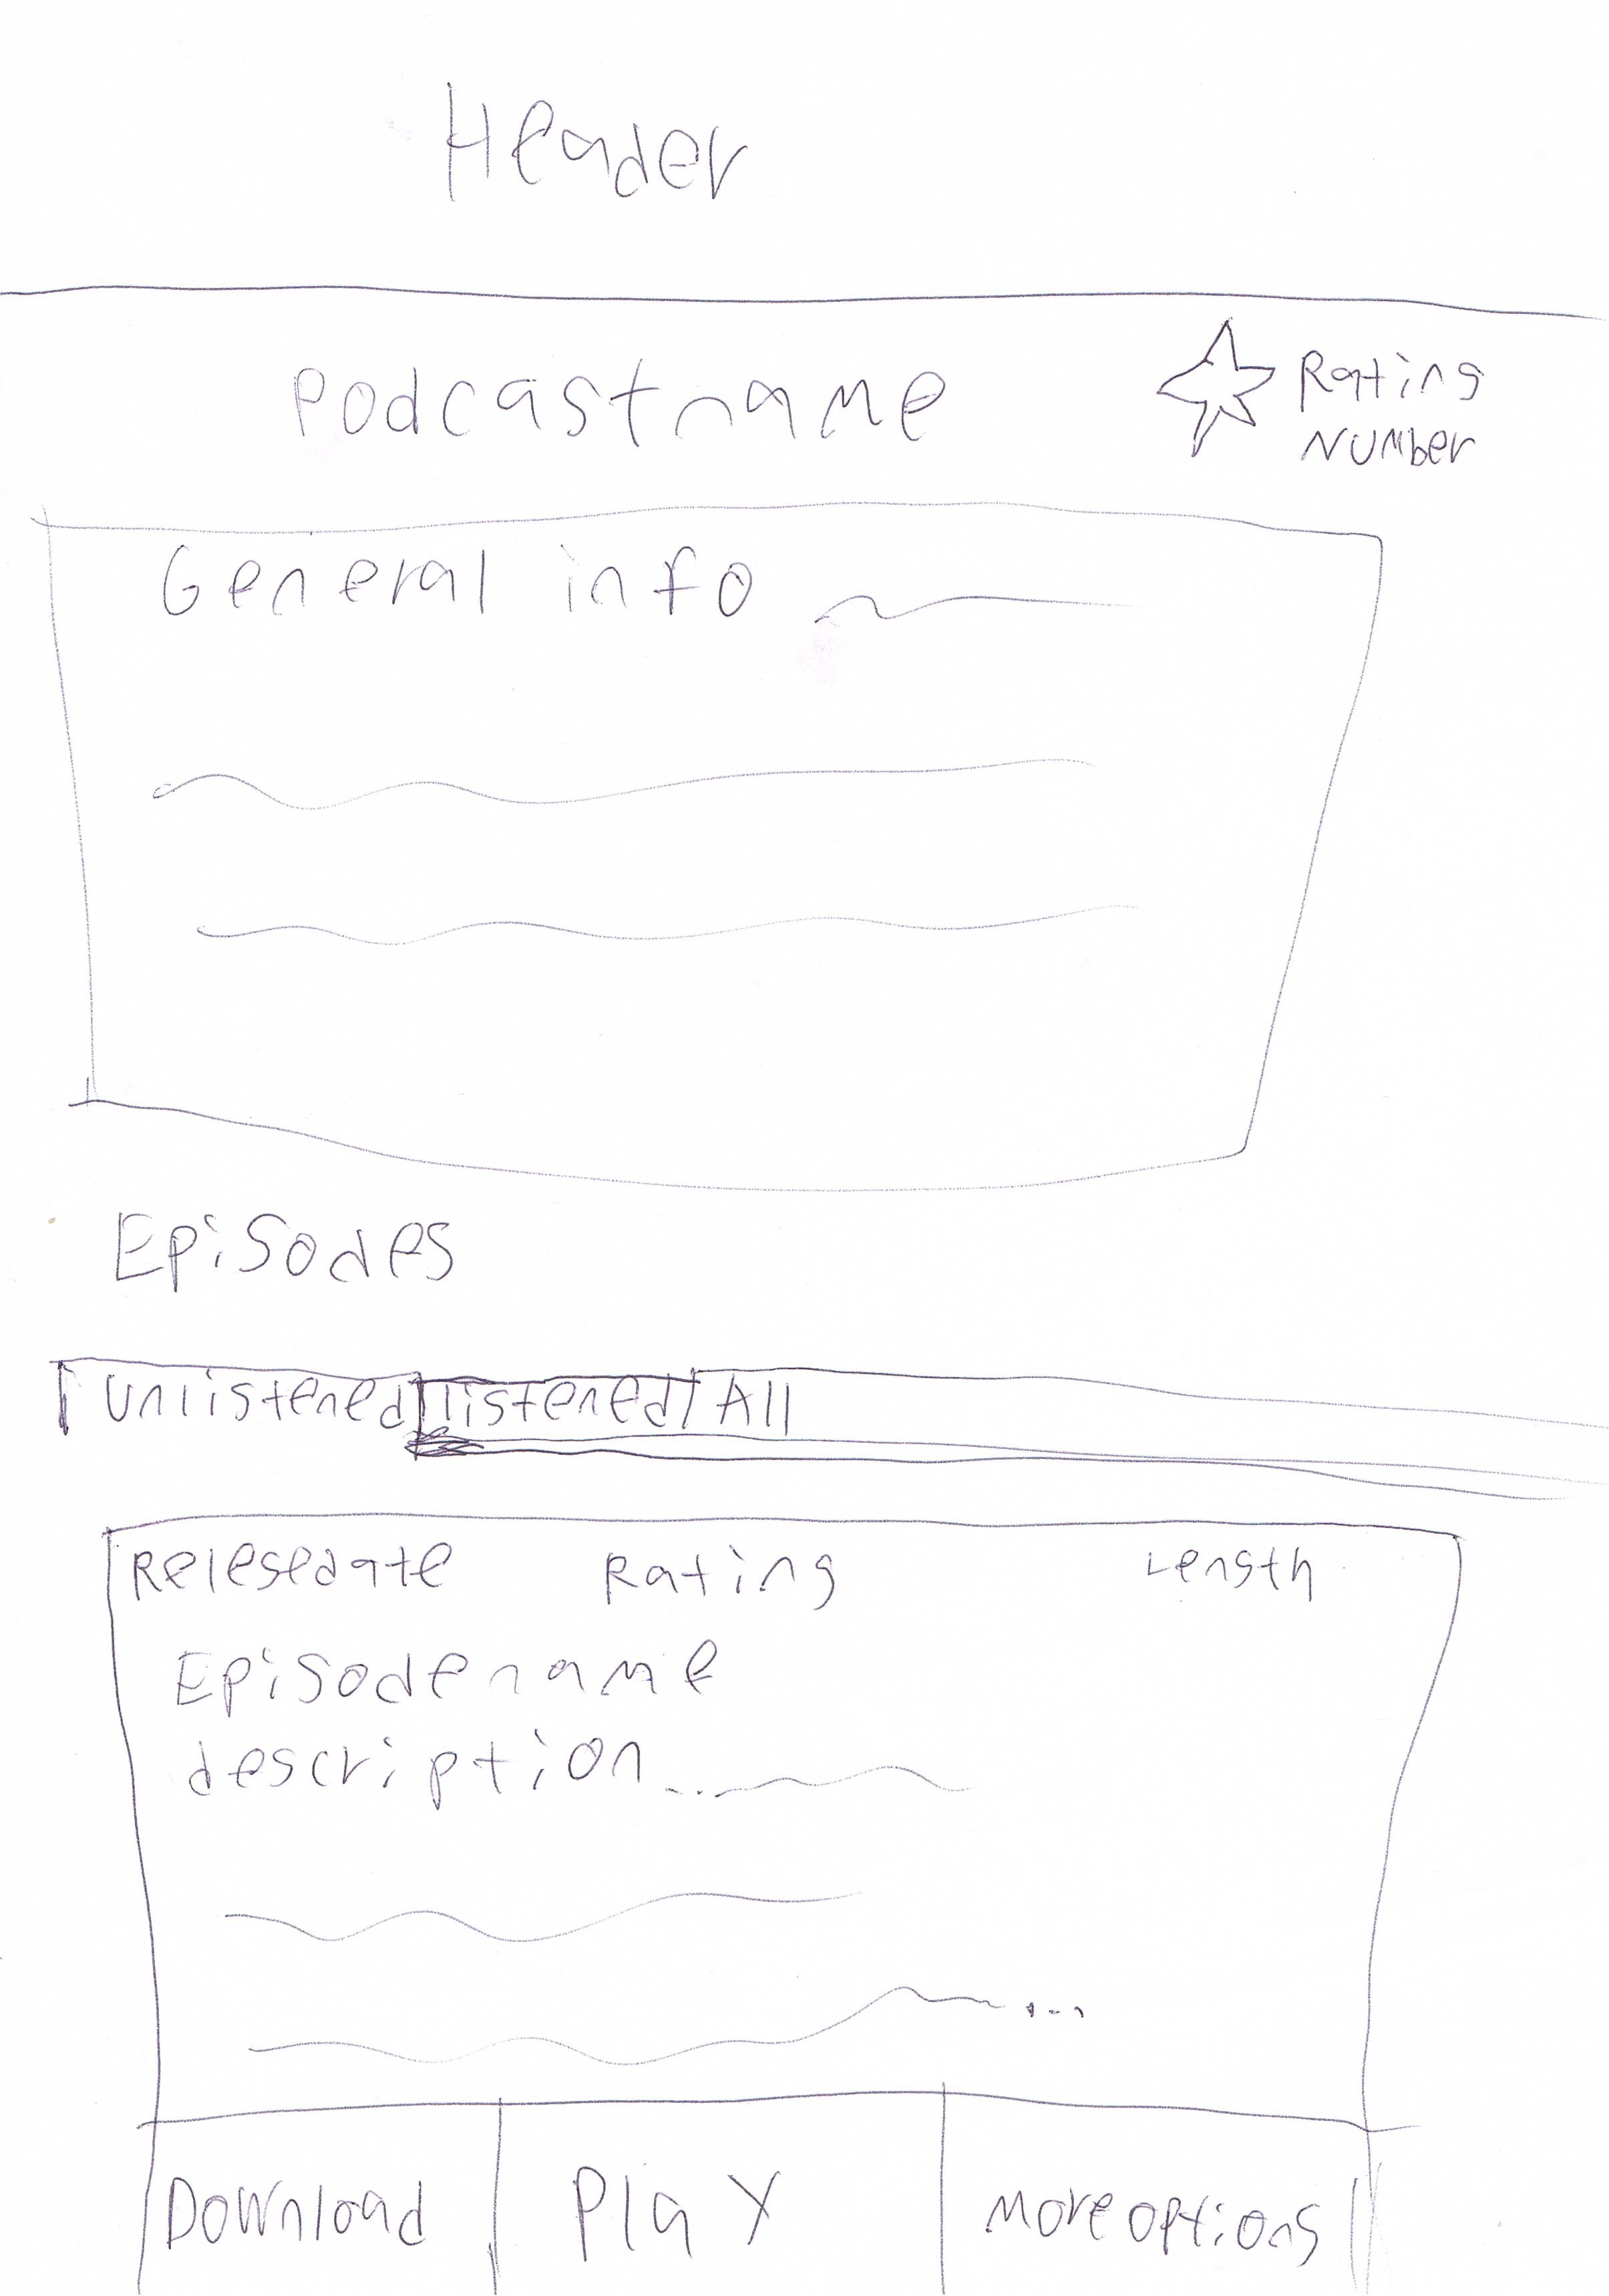 Header
Podcastname
Rating
Number
General info
Episodes
Unlistened listened All
Relesedate Rating Length
Episodename
description...
...
Download Play More options